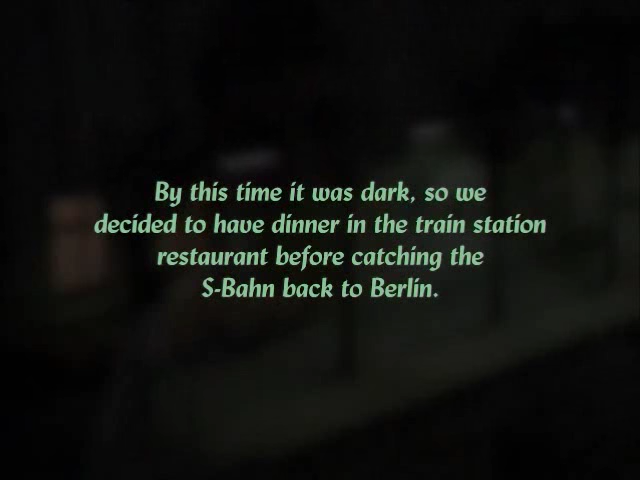 By this time it was dark, so we
decided to have dinner in the train station
restaurant before catching the
S-Bahn back to Berlin.